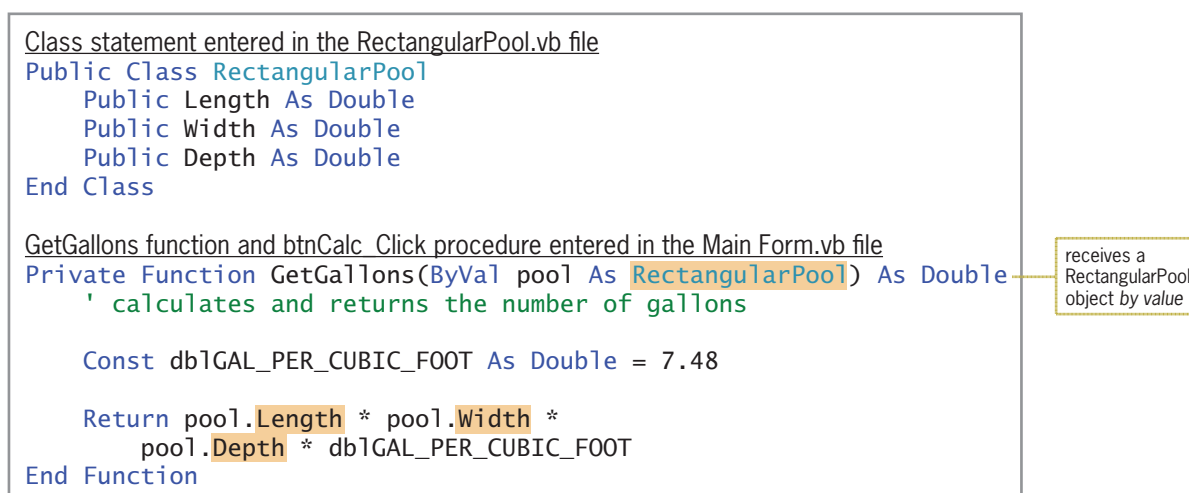 Class statement entered in the RectangularPool.vb file
Public Class RectangularPool
    Public Length As Double
    Public Width As Double
    Public Depth As Double
End Class
GetGallons function and btnCalc_Click procedure entered in the Main Form.vb file
Private Function GetGallons(ByVal pool As RectangularPool) As Double
    ' calculates and returns the number of gallons
    Const dblGAL_PER_CUBIC_FOOT As Double = 7.48
    Return pool.Length * pool.Width *
        pool.Depth * dblGAL_PER_CUBIC_FOOT
End Function
receives a
RectangularPool
object by value